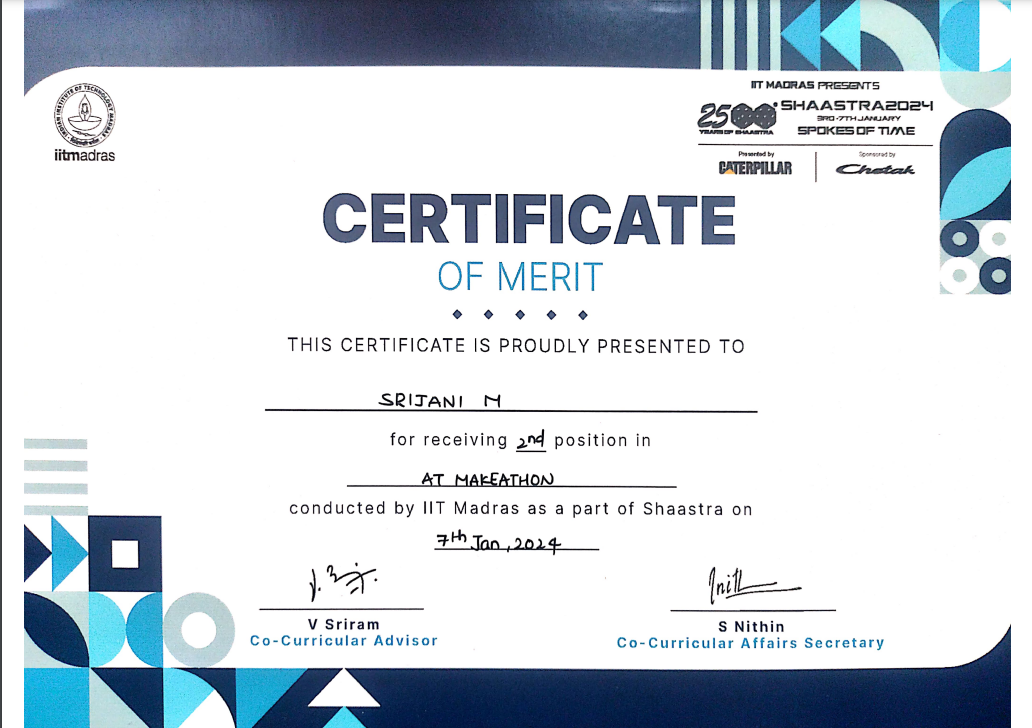 INDIAN INSTITUTE OF TECHNOLOGY MADRAS
iitmadras
IIT MADRAS PRESENTS
25 YEARS OF SHAASTRA
SHAASTRA2024
3RD-7TH JANUARY
SPOKES OF TIME
Presented by
CATERPILLAR
Sponsored by
Chetak
CERTIFICATE
OF MERIT
THIS CERTIFICATE IS PROUDLY PRESENTED TO
SRIJANI M
for receiving 2nd position in
AT MAKEATHON
conducted by IIT Madras as a part of Shaastra on
7th Jan, 2024
V Sriram
Co-Curricular Advisor
S Nithin
Co-Curricular Affairs Secretary